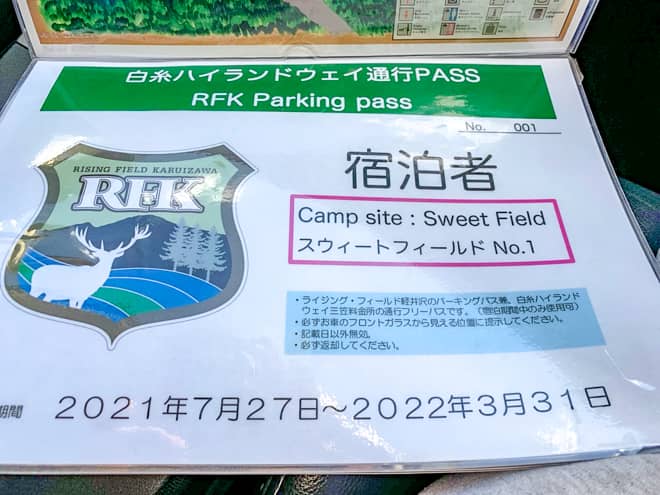 白糸ハイランドウェイ通行PASS
RFK Parking pass
No. 001
RISING FIELD KARUIZAWA
RFK
宿泊者
Camp site : Sweet Field
スウィートフィールド No.1
・ライジング・フィールド軽井沢のパーキングパス兼、白糸ハイランド
ウェイ三笠料金所の通行フリーパスです。（宿泊期間中のみ使用可）
・必ずお車のフロントガラスから見える位置に提示してください。
・記載日以外無効。
・必ず返却してください。
期間 2021年7月27日～2022年3月31日